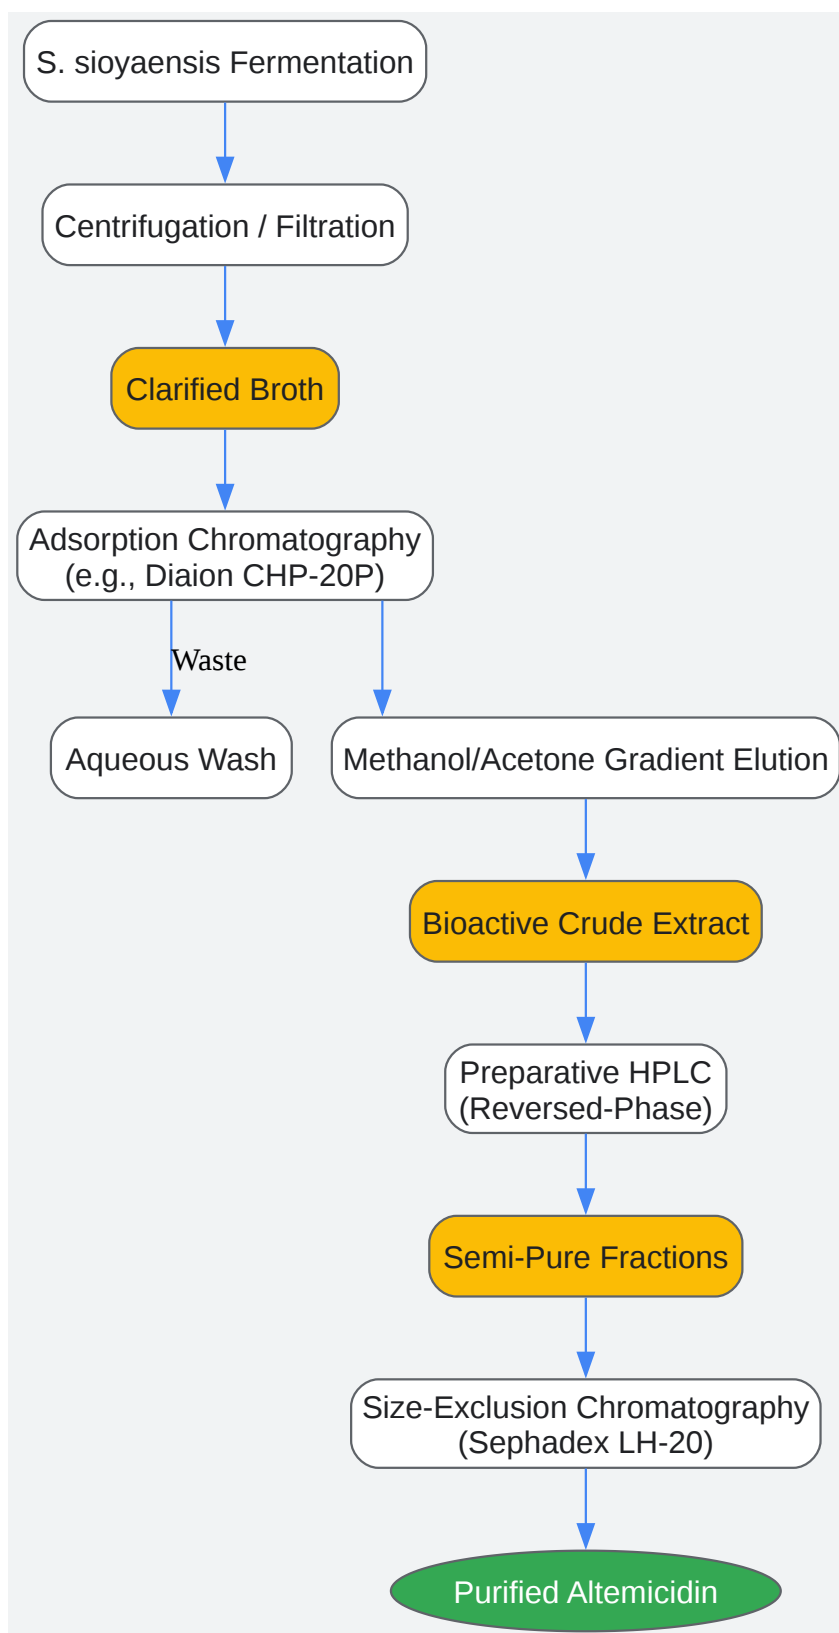 S. sioyaensis Fermentation
Centrifugation / Filtration
Clarified Broth
Adsorption Chromatography
(e.g., Diaion CHP-20P)
Waste
Aqueous Wash
Methanol/Acetone Gradient Elution
Bioactive Crude Extract
Preparative HPLC
(Reversed-Phase)
Semi-Pure Fractions
Size-Exclusion Chromatography
(Sephadex LH-20)
Purified Altemicidin